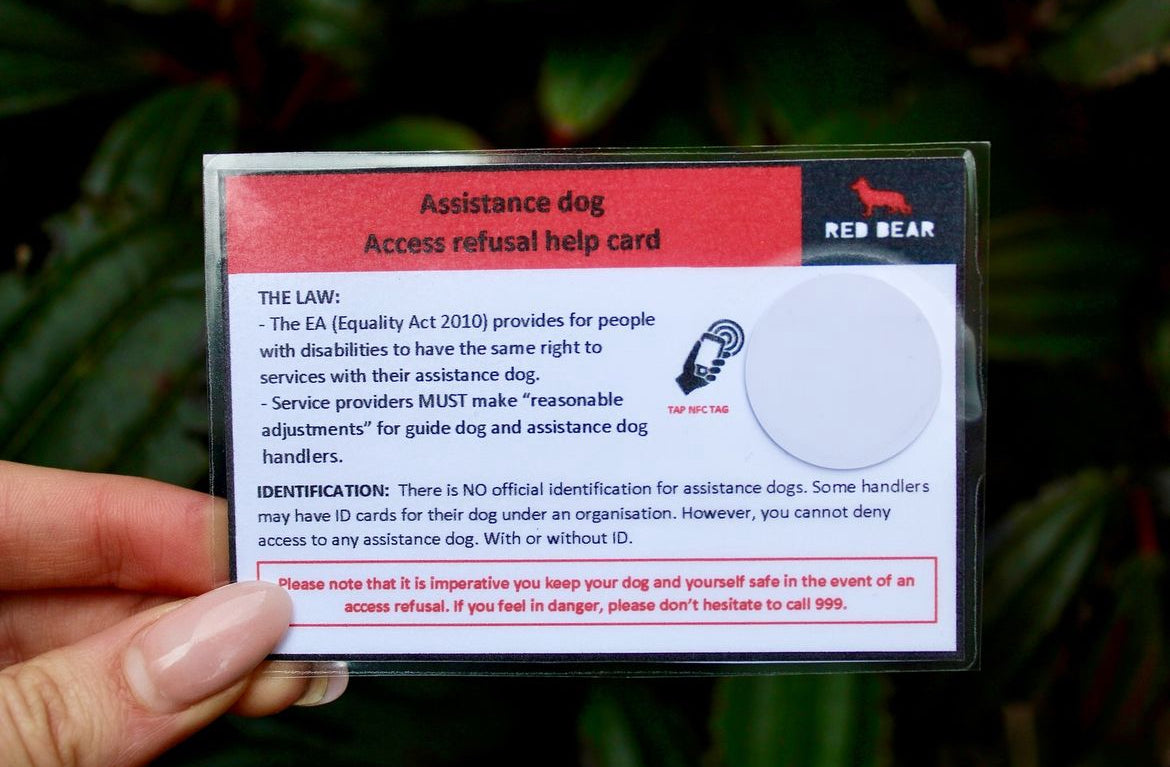 Assistance dog
Access refusal help card
RED BEAR
THE LAW:
- The EA (Equality Act 2010) provides for people
with disabilities to have the same right to
services with their assistance dog.
- Service providers MUST make “reasonable
adjustments” for guide dog and assistance dog
handlers.
TAP NFC TAG
IDENTIFICATION: There is NO official identification for assistance dogs. Some handlers
may have ID cards for their dog under an organisation. However, you cannot deny
access to any assistance dog. With or without ID.
Please note that it is imperative you keep your dog and yourself safe in the event of an
access refusal. If you feel in danger, please don’t hesitate to call 999.